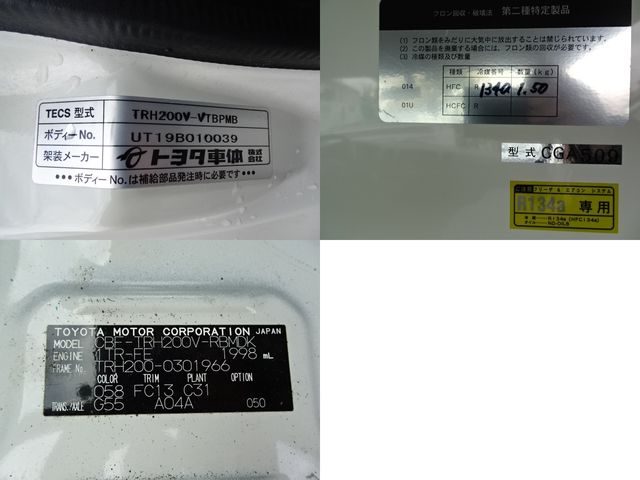 TECS 型式 TRH200V-VTBPMB
ボディーNo. UT19B010039
架装メーカー トヨタ車体 株式会社
•••ボディーNo.は補給部品発注時に必要です•••
フロン回収・破壊法 第二種特定製品
(1) フロン類をみだりに大気中に放出することは禁じられています。
(2) この製品を廃棄する場合には、フロン類の回収が必要です。
(3) 冷媒の種類及び数量
種類 冷媒番号 数量(kg)
014 HFC R 134a 1.50
01U HCFC R
型式 CGA500
R134a 専用
TOYOTA MOTOR CORPORATION JAPAN
MODEL CBF-TRH200V-RBMDK
ENGINE 1TR-FE 1998 mL
FRAME No. TRH200-0301966
COLOR TRIM PLANT OPTION
058 FC13 C31
TRANS./AXLE G55 A04A 050